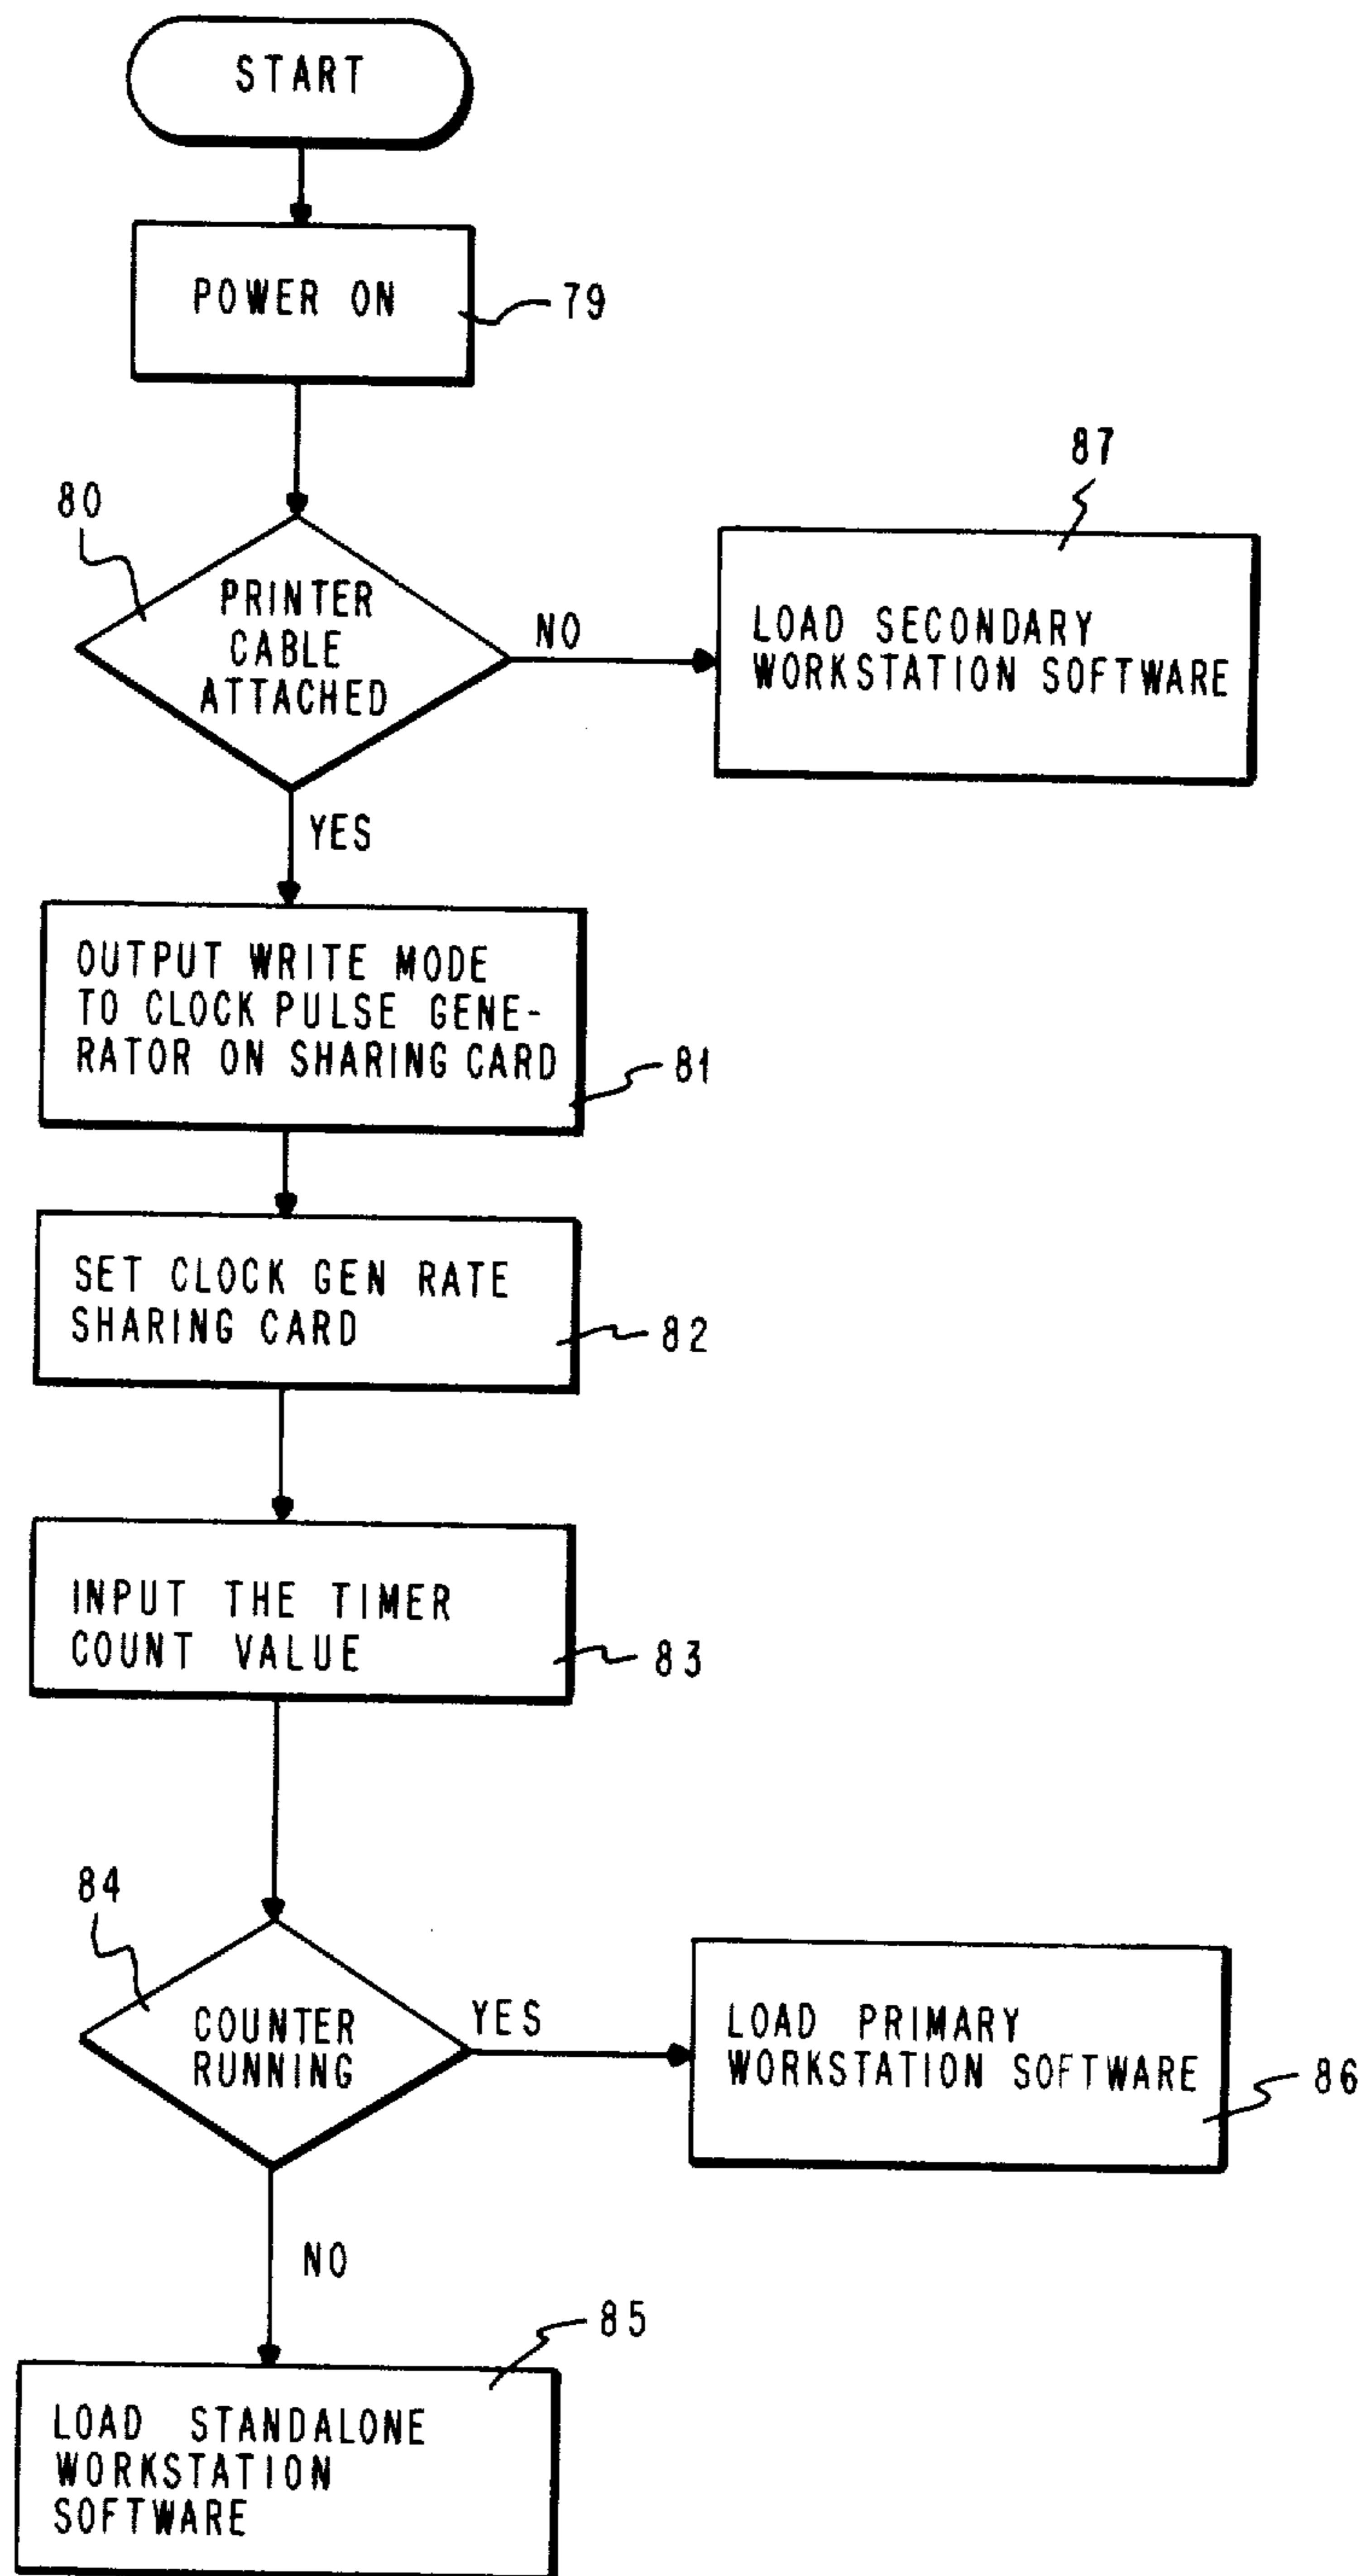 START
POWER ON
79
80
PRINTER
CABLE
ATTACHED
NO
87
LOAD SECONDARY
WORKSTATION SOFTWARE
YES
OUTPUT WRITE MODE
TO CLOCK PULSE GENE-
RATOR ON SHARING CARD
81
SET CLOCK GEN RATE
SHARING CARD
82
INPUT THE TIMER
COUNT VALUE
83
84
COUNTER
RUNNING
YES
LOAD PRIMARY
WORKSTATION SOFTWARE
86
NO
85
LOAD STANDALONE
WORKSTATION
SOFTWARE